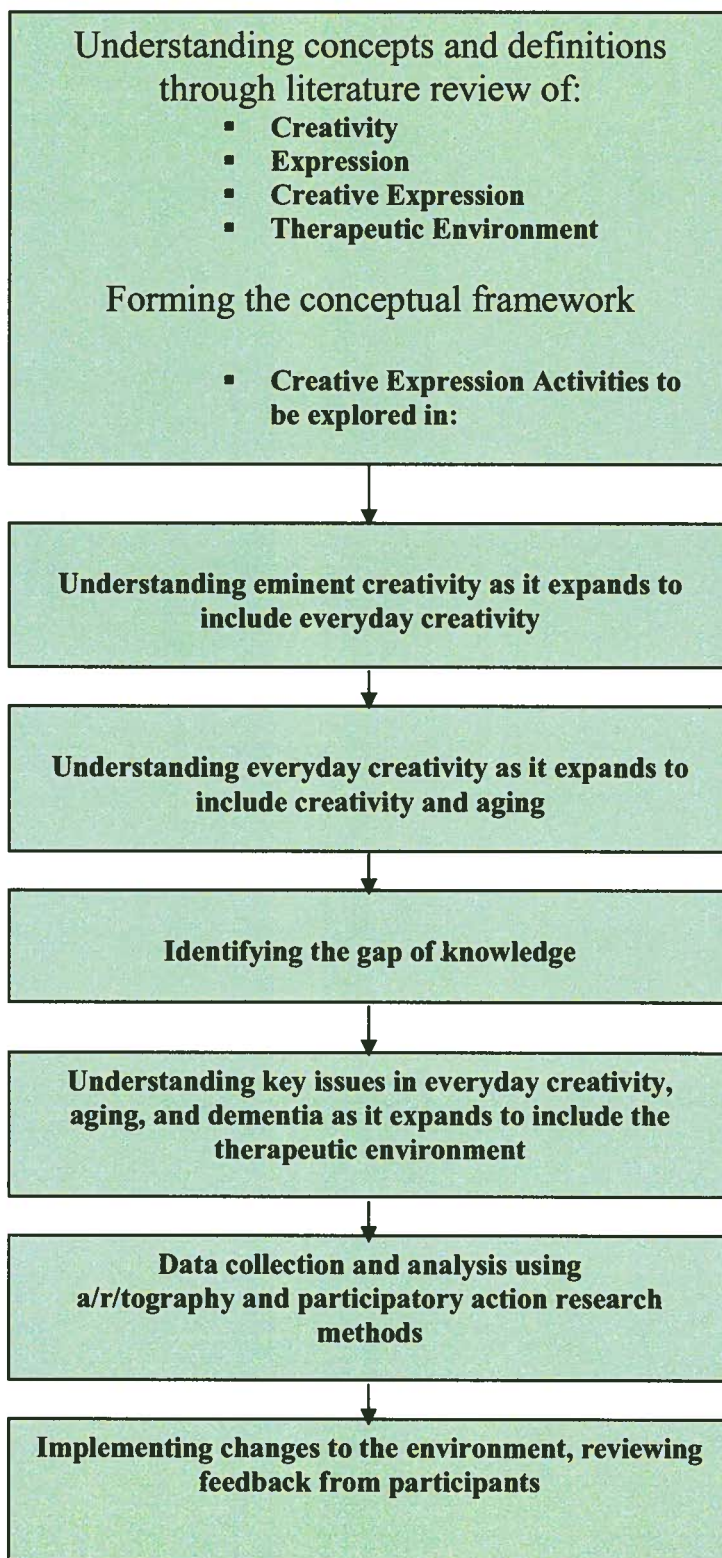 Understanding concepts and definitions
through literature review of:
▪ Creativity
▪ Expression
▪ Creative Expression
▪ Therapeutic Environment
Forming the conceptual framework
▪ Creative Expression Activities to
be explored in:
Understanding eminent creativity as it expands to
include everyday creativity
Understanding everyday creativity as it expands to
include creativity and aging
Identifying the gap of knowledge
Understanding key issues in everyday creativity,
aging, and dementia as it expands to include the
therapeutic environment
Data collection and analysis using
a/r/tography and participatory action research
methods
Implementing changes to the environment, reviewing
feedback from participants